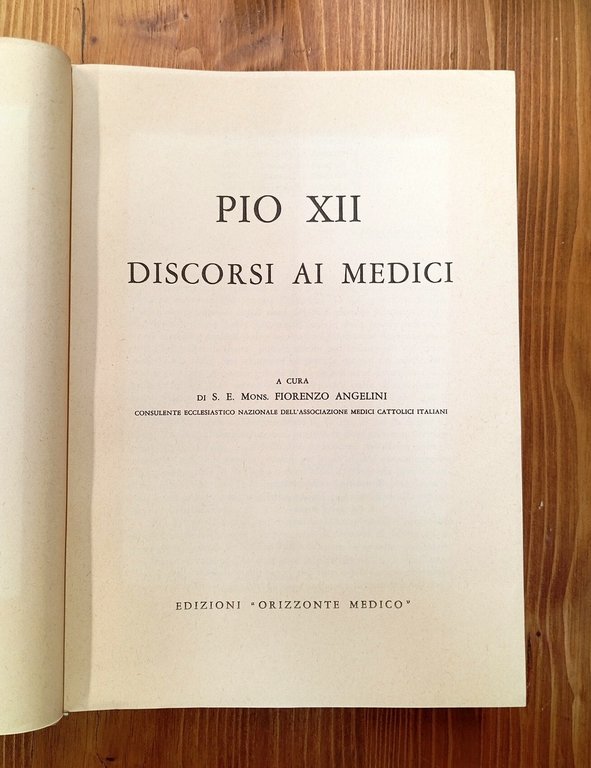 PIO XII
DISCORSI AI MEDICI
A CURA
DI S. E. MONS. FIORENZO ANGELINI
CONSULENTE ECCLESIASTICO NAZIONALE DELL'ASSOCIAZIONE MEDICI CATTOLICI ITALIANI
EDIZIONI "ORIZZONTE MEDICO"